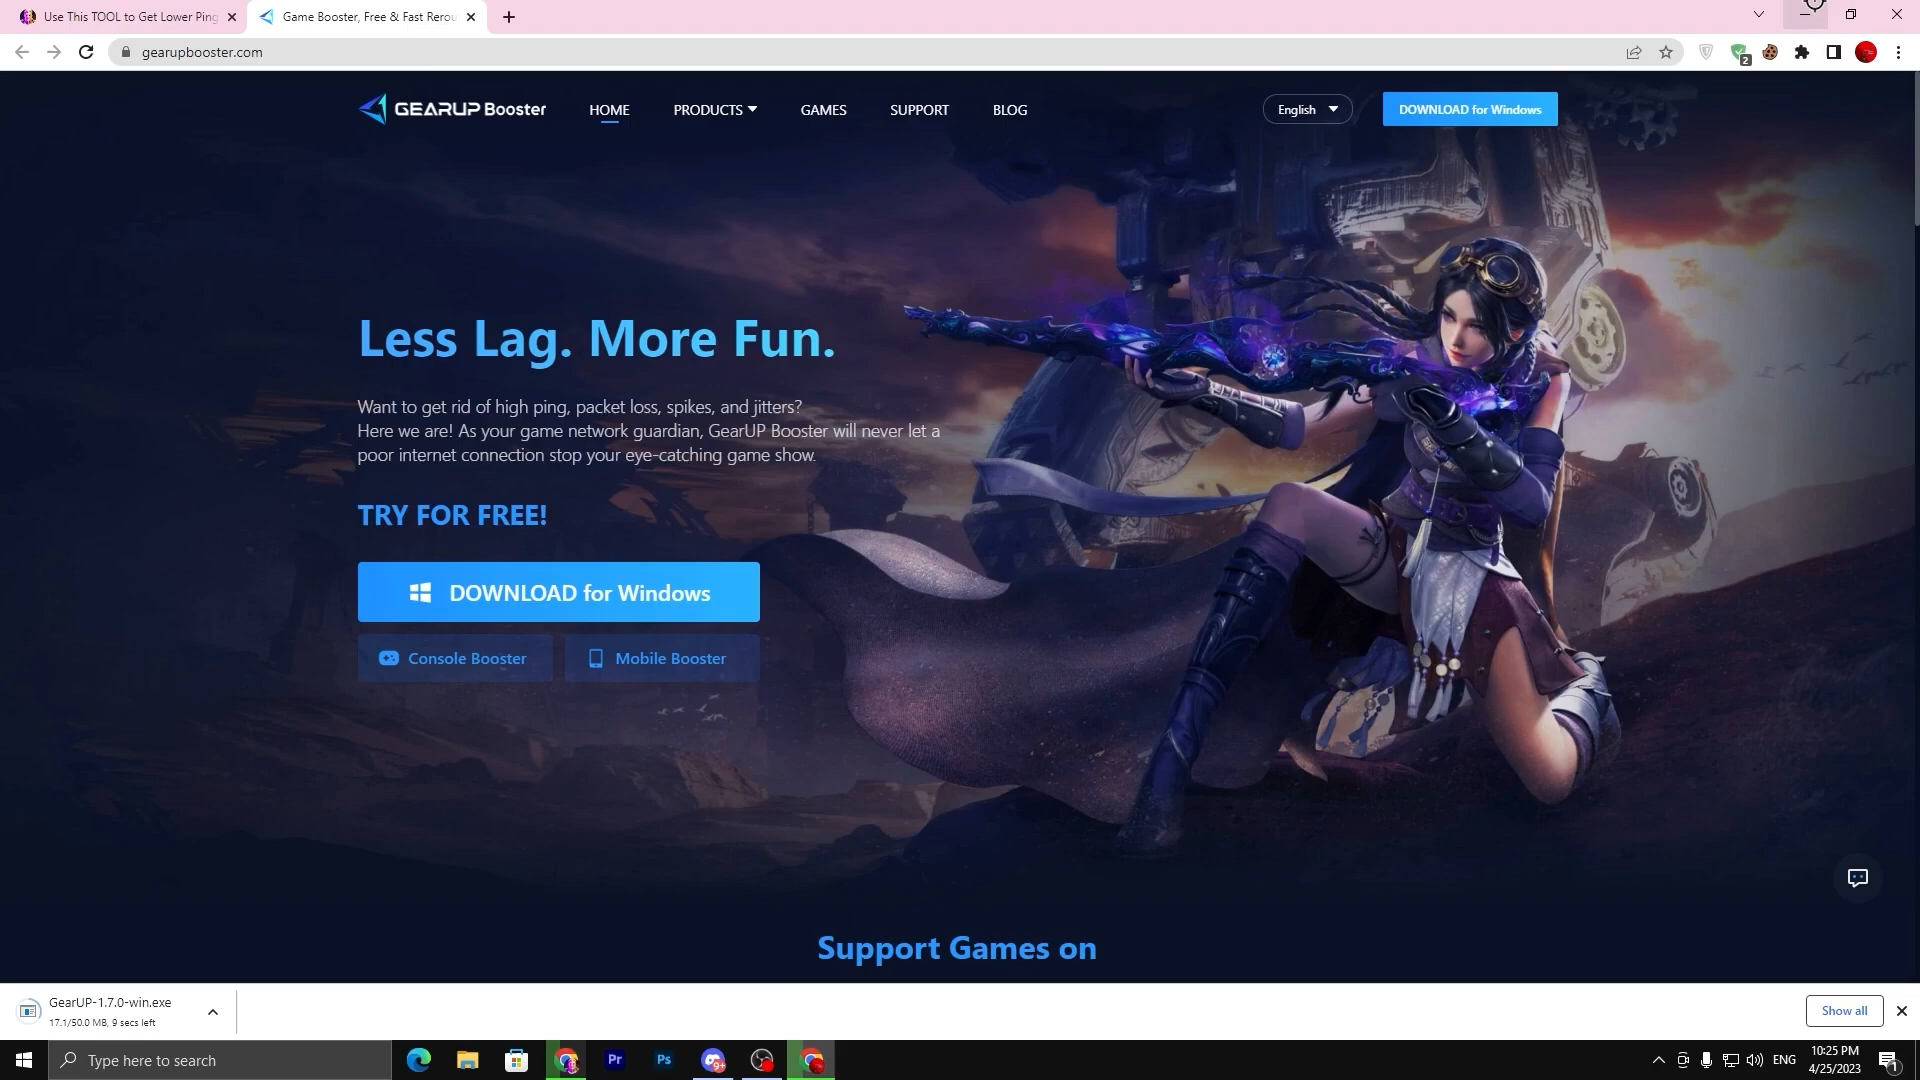 Use This TOOL to Get Lower Ping
Game Booster, Free & Fast Rerou
gearupbooster.com
2
GEARUP Booster
HOME
PRODUCTS
GAMES
SUPPORT
BLOG
English
DOWNLOAD for Windows
Less Lag. More Fun.
Want to get rid of high ping, packet loss, spikes, and jitters?
Here we are! As your game network guardian, GearUP Booster will never let a
poor internet connection stop your eye-catching game show.
TRY FOR FREE!
DOWNLOAD for Windows
Console Booster
Mobile Booster
Support Games on
GearUP-1.7.0-win.exe
17.1/50.0 MB, 9 secs left
Show all
Type here to search
Pr
Ps
9+
ENG
10:25 PM
4/25/2023
1